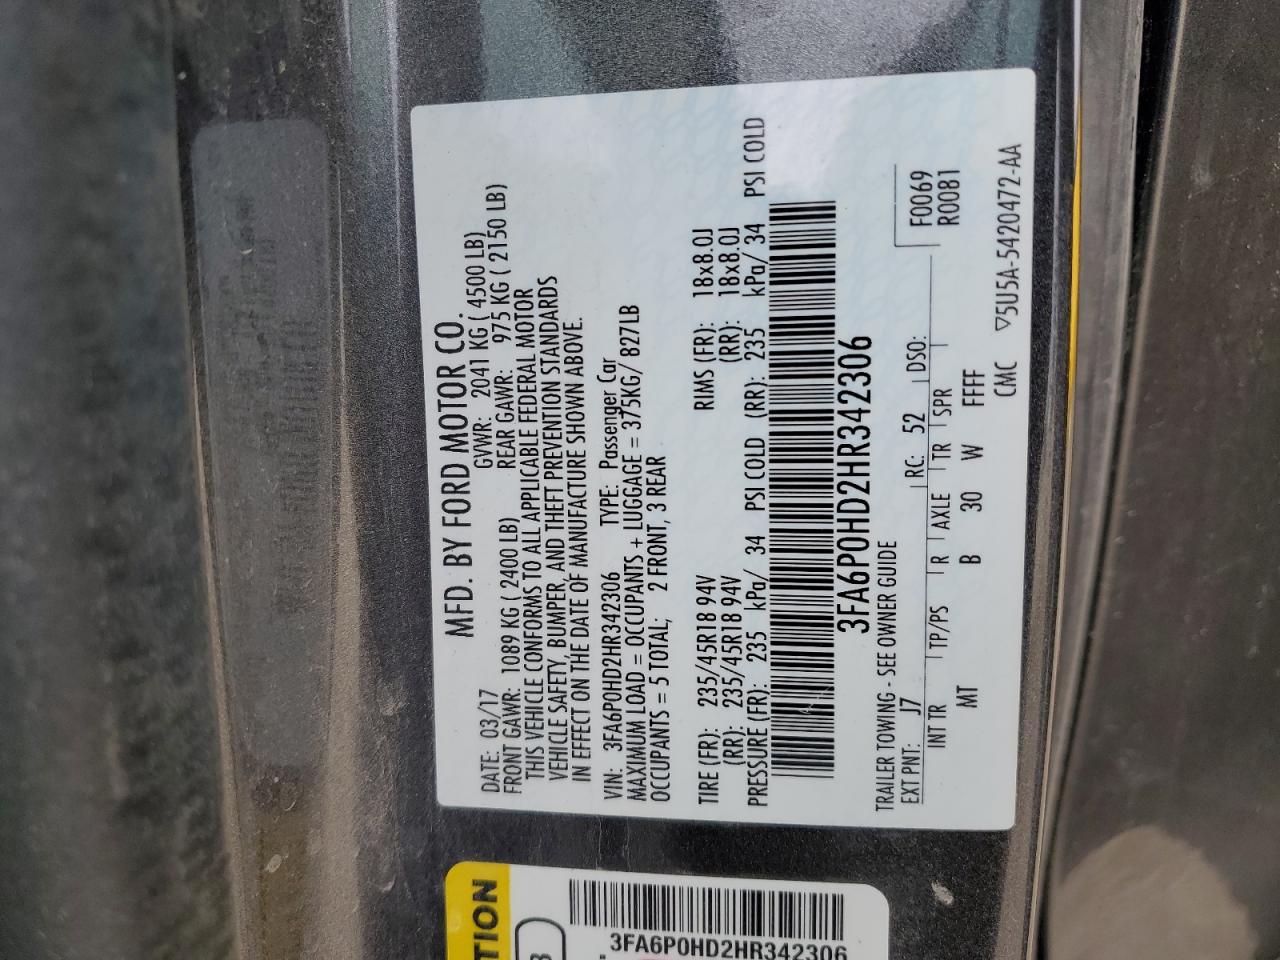 MFD. BY FORD MOTOR CO.
DATE: 03/17 GVWR: 2041 KG ( 4500 LB)
FRONT GAWR: 1089 KG ( 2400 LB) REAR GAWR: 975 KG ( 2150 LB)
THIS VEHICLE CONFORMS TO ALL APPLICABLE FEDERAL MOTOR
VEHICLE SAFETY, BUMPER, AND THEFT PREVENTION STANDARDS
IN EFFECT ON THE DATE OF MANUFACTURE SHOWN ABOVE.
VIN: 3FA6P0HD2HR342306 TYPE: Passenger Car
MAXIMUM LOAD = OCCUPANTS + LUGGAGE = 375KG/ 827LB
OCCUPANTS = 5 TOTAL; 2 FRONT, 3 REAR
TIRE (FR): 235/45R18 94V RIMS (FR): 18x8.0J
(RR): 235/45R18 94V (RR): 18x8.0J
PRESSURE (FR): 235 kPa/ 34 PSI COLD (RR): 235 kPa/ 34 PSI COLD
3FA6P0HD2HR342306
TRAILER TOWING - SEE OWNER GUIDE
F0069
R0081
EXT PNT: J7 RC: 52 DSO:
INT TR TP/PS R AXLE TR SPR
MT B 30 W FFFF
CMC ▽5U5A-5420472-AA
TION
3
3FA6P0HD2HR342306